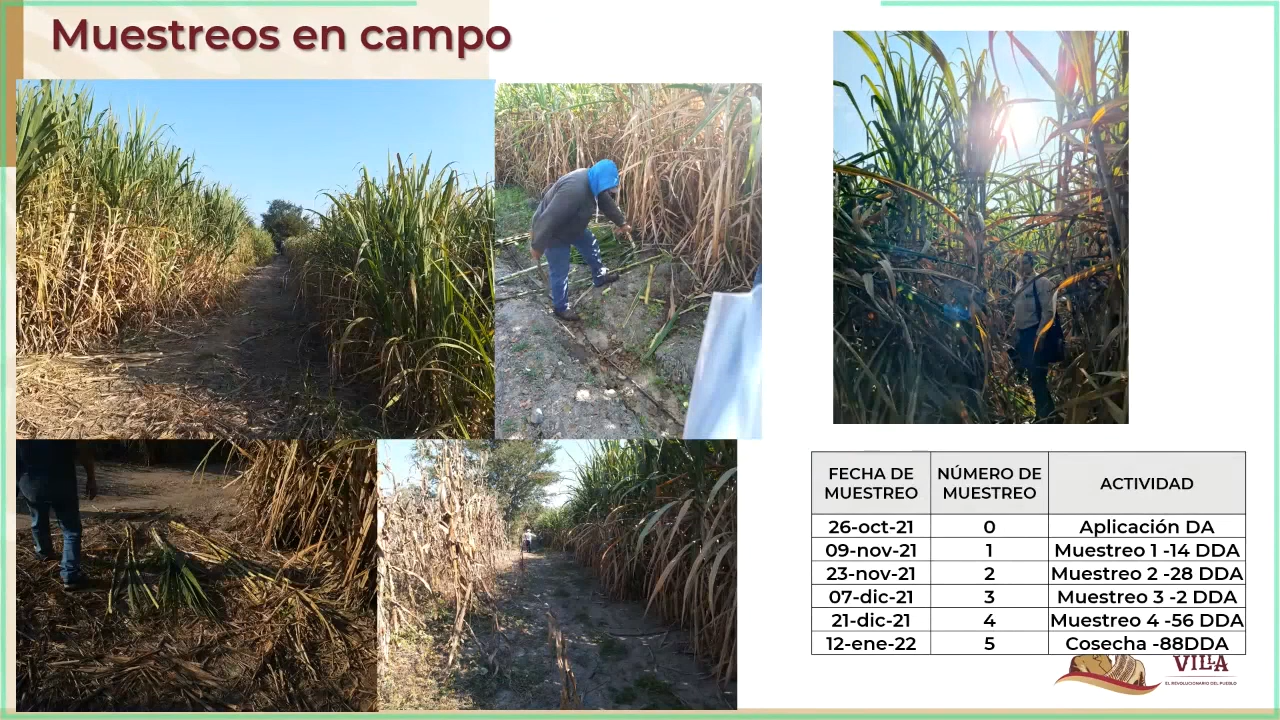 Muestreos en campo
FECHA DE MUESTREO NÚMERO DE MUESTREO ACTIVIDAD
26-oct-21 0 Aplicación DA
09-nov-21 1 Muestreo 1 -14 DDA
23-nov-21 2 Muestreo 2 -28 DDA
07-dic-21 3 Muestreo 3 -2 DDA
21-dic-21 4 Muestreo 4 -56 DDA
12-ene-22 5 Cosecha -88DDA
VILLA
EL REVOLUCIONARIO DEL PUEBLO